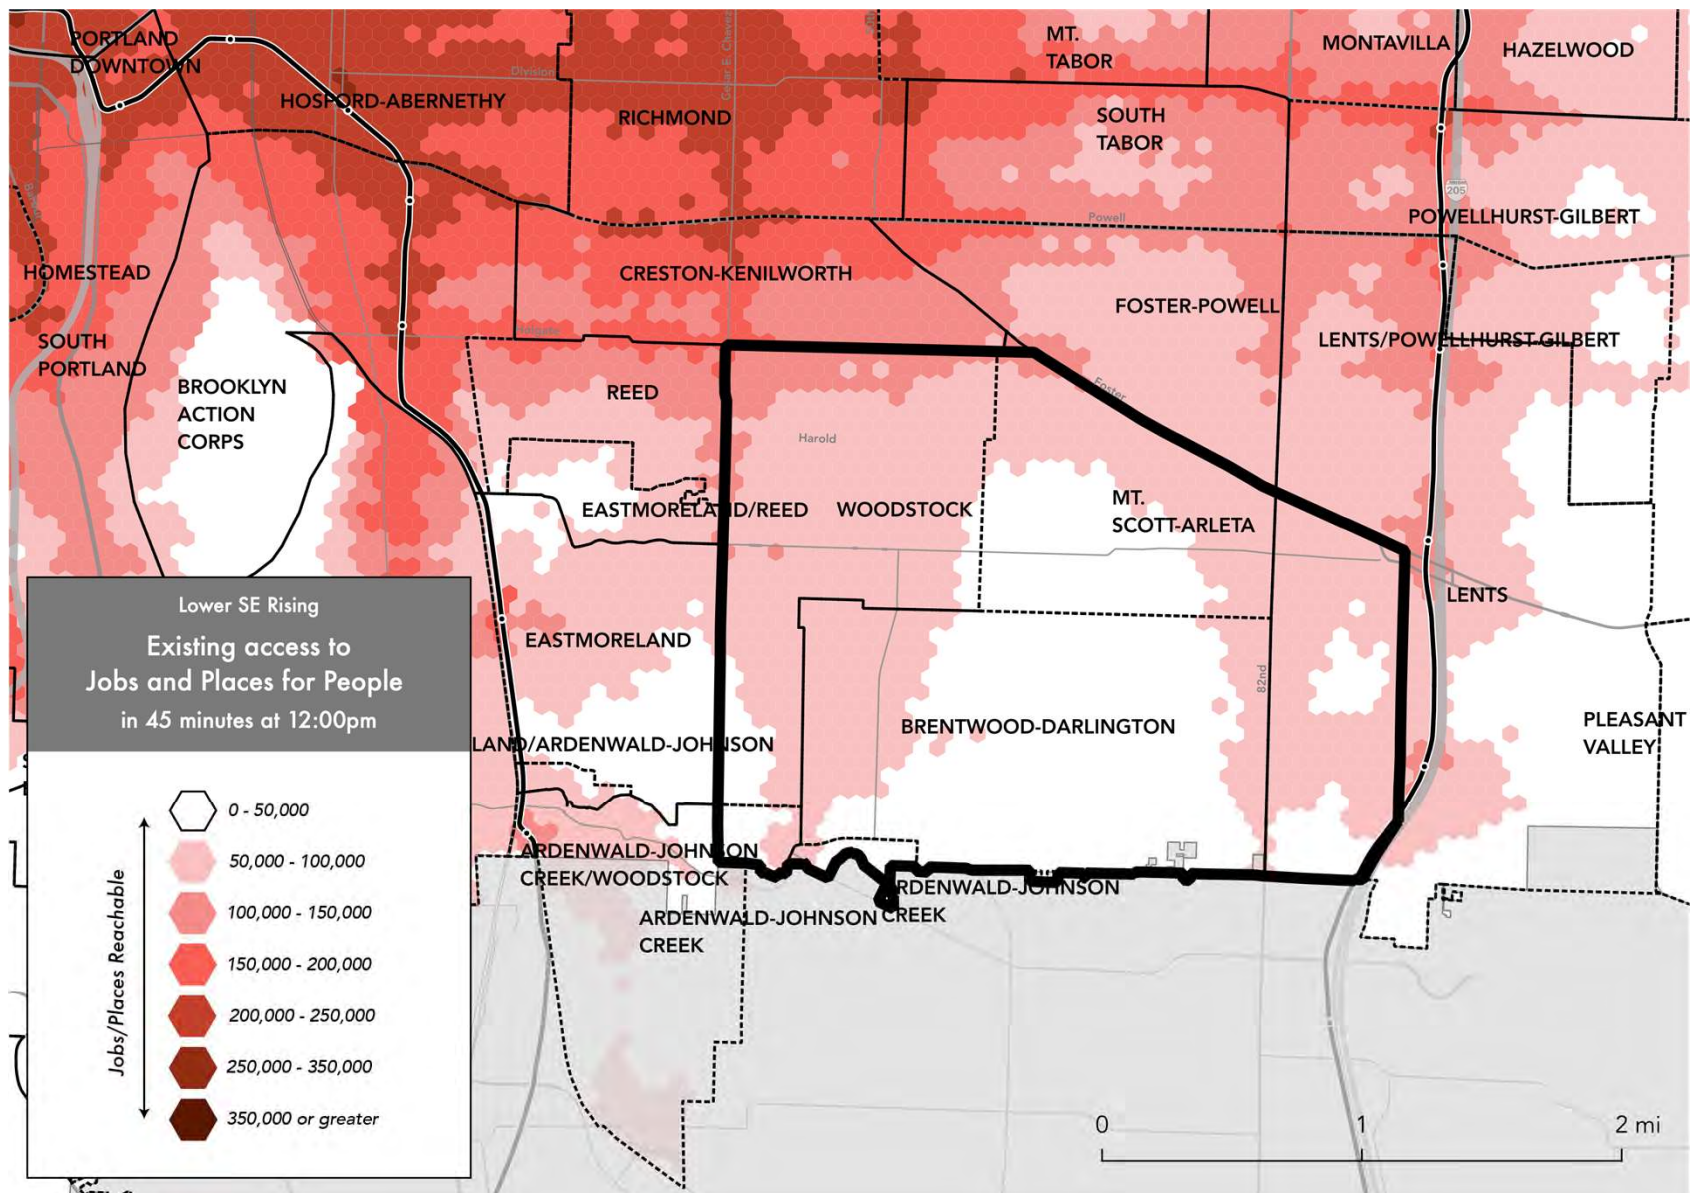 PORTLAND
DOWNTOWN
MT.
TABOR
MONTAVILLA
HAZELWOOD
Division
HOSFORD-ABERNETHY
RICHMOND
SOUTH
TABOR
205
Powell
POWELLHURST-GILBERT
HOMESTEAD
CRESTON-KENILWORTH
FOSTER-POWELL
Holgate
SOUTH
PORTLAND
LENTS/POWELLHURST-GILBERT
BROOKLYN
ACTION
CORPS
REED
Foster
Harold
EASTMORELAND/REED
WOODSTOCK
MT.
SCOTT-ARLETA
LENTS
EASTMORELAND
82nd
BRENTWOOD-DARLINGTON
PLEASANT
VALLEY
LAND/ARDENWALD-JOHNSON
ARDENWALD-JOHNSON
CREEK/WOODSTOCK
ARDENWALD-JOHNSON
CREEK
RDENWALD-JOHNSON
CREEK
Lower SE Rising
Existing access to
Jobs and Places for People
in 45 minutes at 12:00pm
Jobs/Places Reachable
0 - 50,000
50,000 - 100,000
100,000 - 150,000
150,000 - 200,000
200,000 - 250,000
250,000 - 350,000
350,000 or greater
0 1 2 mi